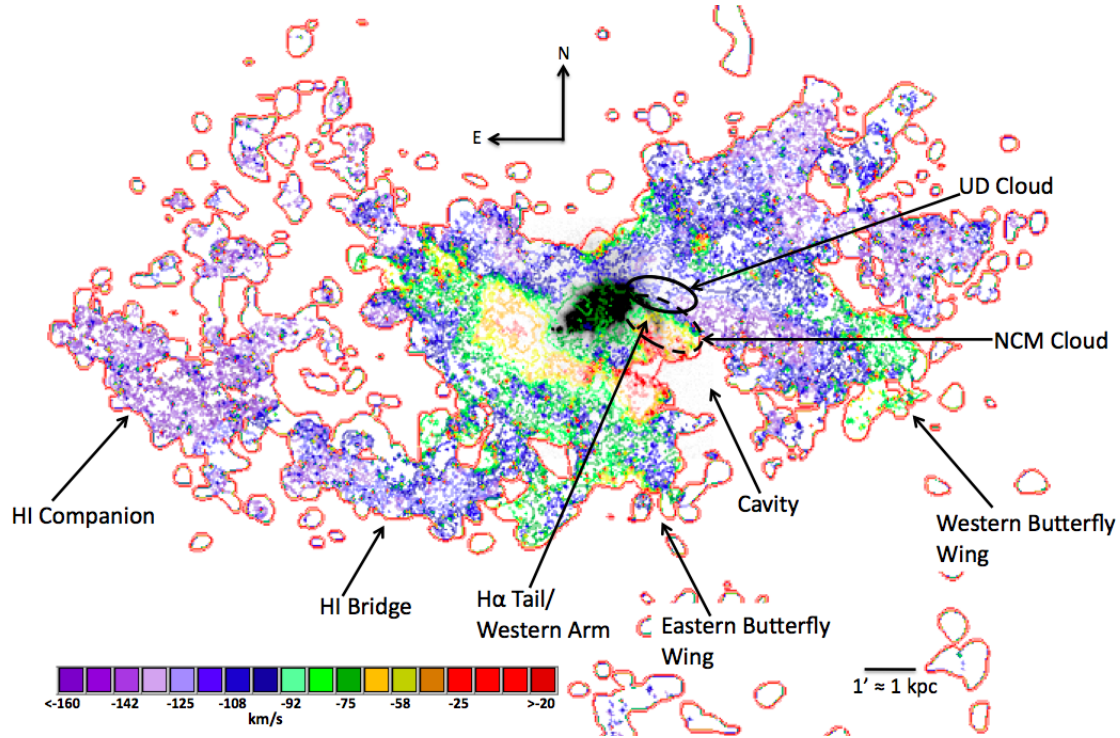 N
E
UD Cloud
NCM Cloud
Cavity
Western Butterfly
Wing
HI Companion
HI Bridge
Hα Tail/
Western Arm
Eastern Butterfly
Wing
<-160 -142 -125 -108 -92 -75 -58 -25 >-20
km/s
1’ ≈ 1 kpc